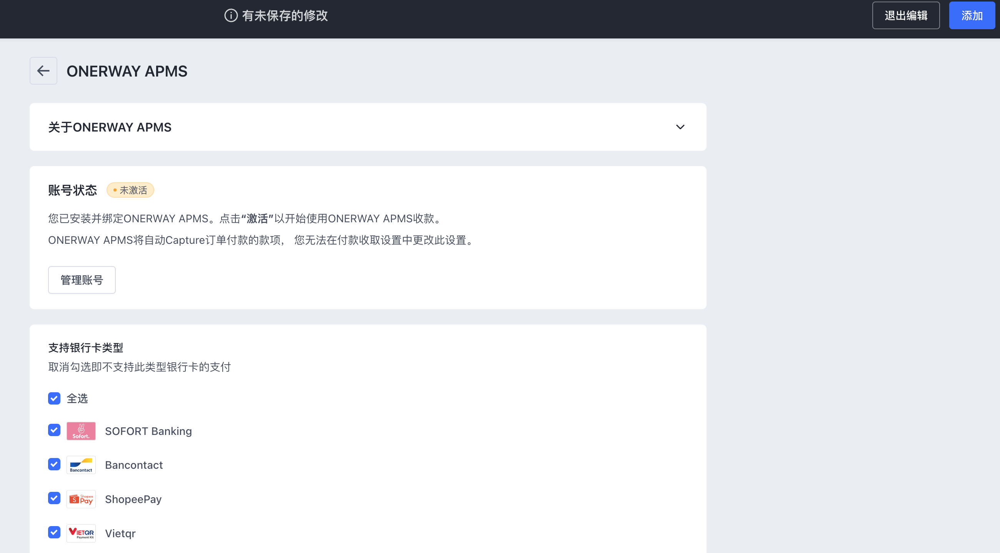 有未保存的修改
退出编辑
添加
ONERWAY APMS
关于ONERWAY APMS
账号状态
未激活
您已安装并绑定ONERWAY APMS。点击“激活”以开始使用ONERWAY APMS收款。
ONERWAY APMS将自动Capture订单付款的款项， 您无法在付款收取设置中更改此设置。
管理账号
支持银行卡类型
取消勾选即不支持此类型银行卡的支付
全选
Sofort.
SOFORT Banking
Bancontact
Bancontact
S Shopee Pay
ShopeePay
VIETQR
Payment Kit
Vietqr